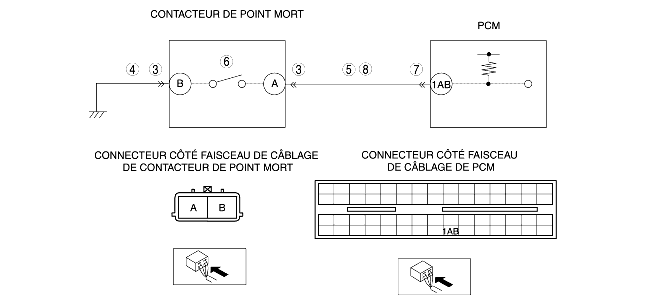 CONTACTEUR DE POINT MORT
PCM
4 3 6 3 5 8 7
B A 1AB
CONNECTEUR CÔTÉ FAISCEAU DE CÂBLAGE
DE CONTACTEUR DE POINT MORT
CONNECTEUR CÔTÉ FAISCEAU
DE CÂBLAGE DE PCM
A B
1AB